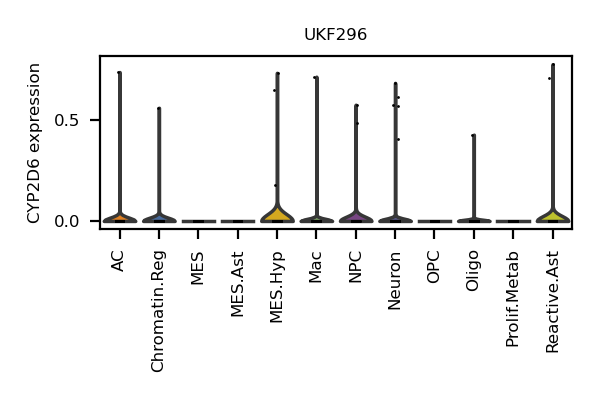 UKF296
CYP2D6 expression
0.5
0.0
AC
Chromatin.Reg
MES
MES.Ast
MES.Hyp
Mac
NPC
Neuron
OPC
Oligo
Prolif.Metab
Reactive.Ast